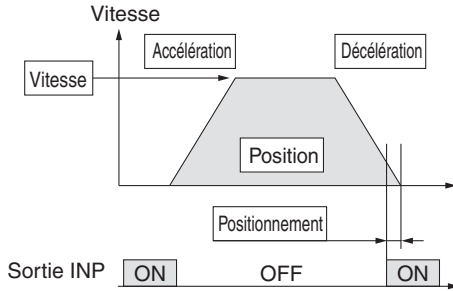 Vitesse
Accélération
Décélération
Vitesse
Position
Positionnement
Sortie INP ON OFF ON